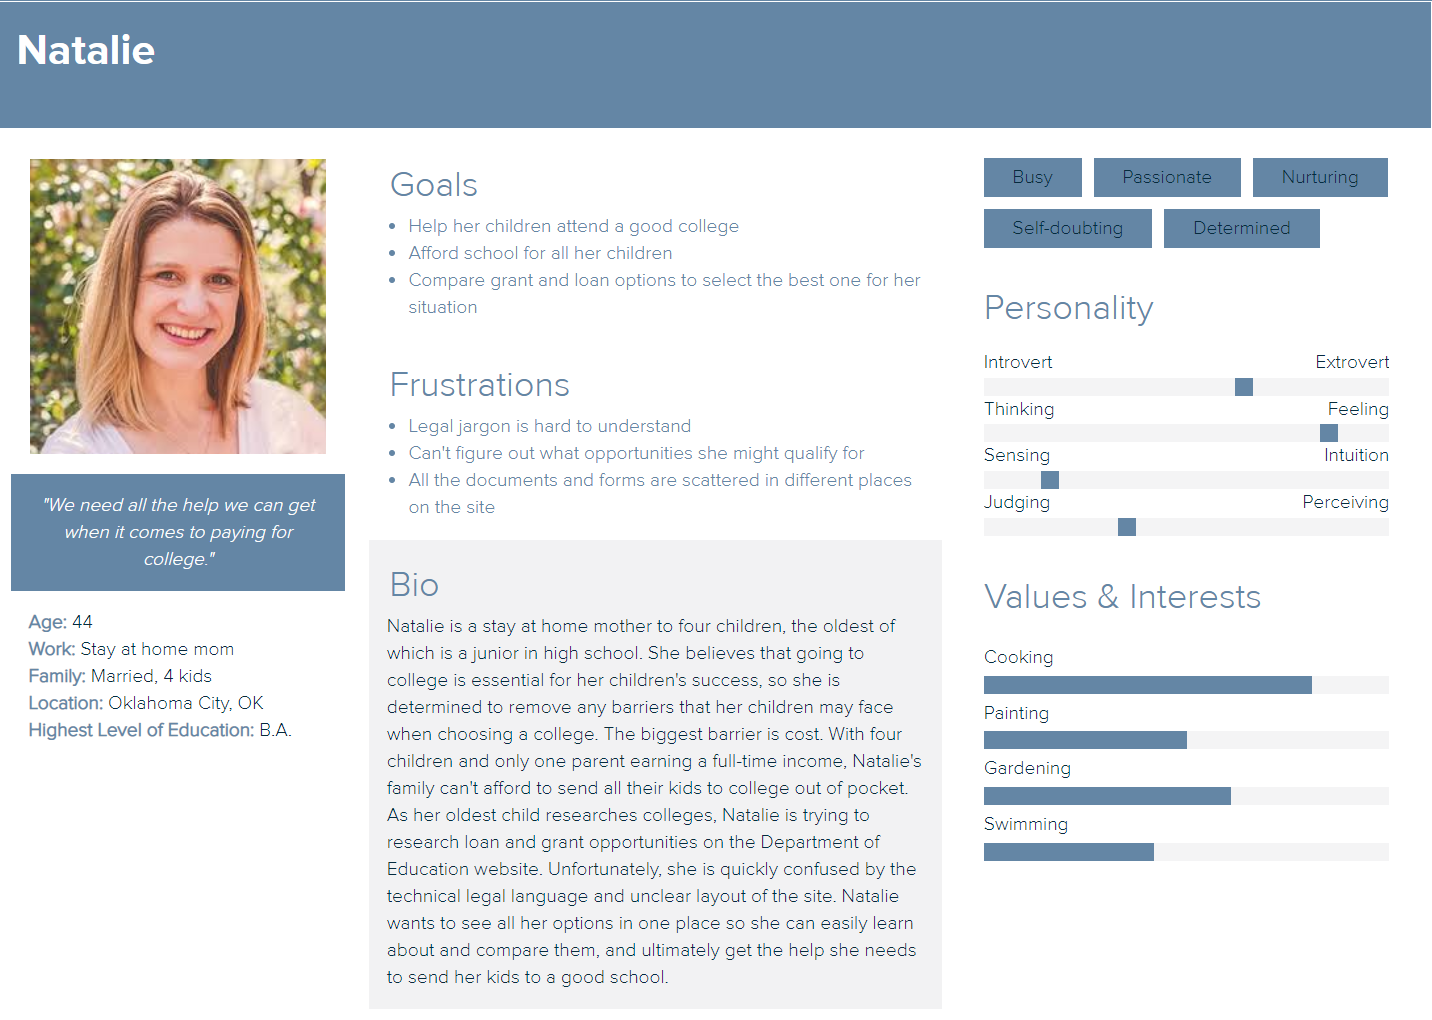 Natalie
"We need all the help we can get
when it comes to paying for
college."
Age: 44
Work: Stay at home mom
Family: Married, 4 kids
Location: Oklahoma City, OK
Highest Level of Education: B.A.
Goals
• Help her children attend a good college
• Afford school for all her children
• Compare grant and loan options to select the best one for her
situation
Frustrations
• Legal jargon is hard to understand
• Can't figure out what opportunities she might qualify for
• All the documents and forms are scattered in different places
on the site
Bio
Natalie is a stay at home mother to four children, the oldest of
which is a junior in high school. She believes that going to
college is essential for her children's success, so she is
determined to remove any barriers that her children may face
when choosing a college. The biggest barrier is cost. With four
children and only one parent earning a full-time income, Natalie's
family can't afford to send all their kids to college out of pocket.
As her oldest child researches colleges, Natalie is trying to
research loan and grant opportunities on the Department of
Education website. Unfortunately, she is quickly confused by the
technical legal language and unclear layout of the site. Natalie
wants to see all her options in one place so she can easily learn
about and compare them, and ultimately get the help she needs
to send her kids to a good school.
Busy Passionate Nurturing
Self-doubting Determined
Personality
Introvert Extrovert
Thinking Feeling
Sensing Intuition
Judging Perceiving
Values & Interests
Cooking
Painting
Gardening
Swimming